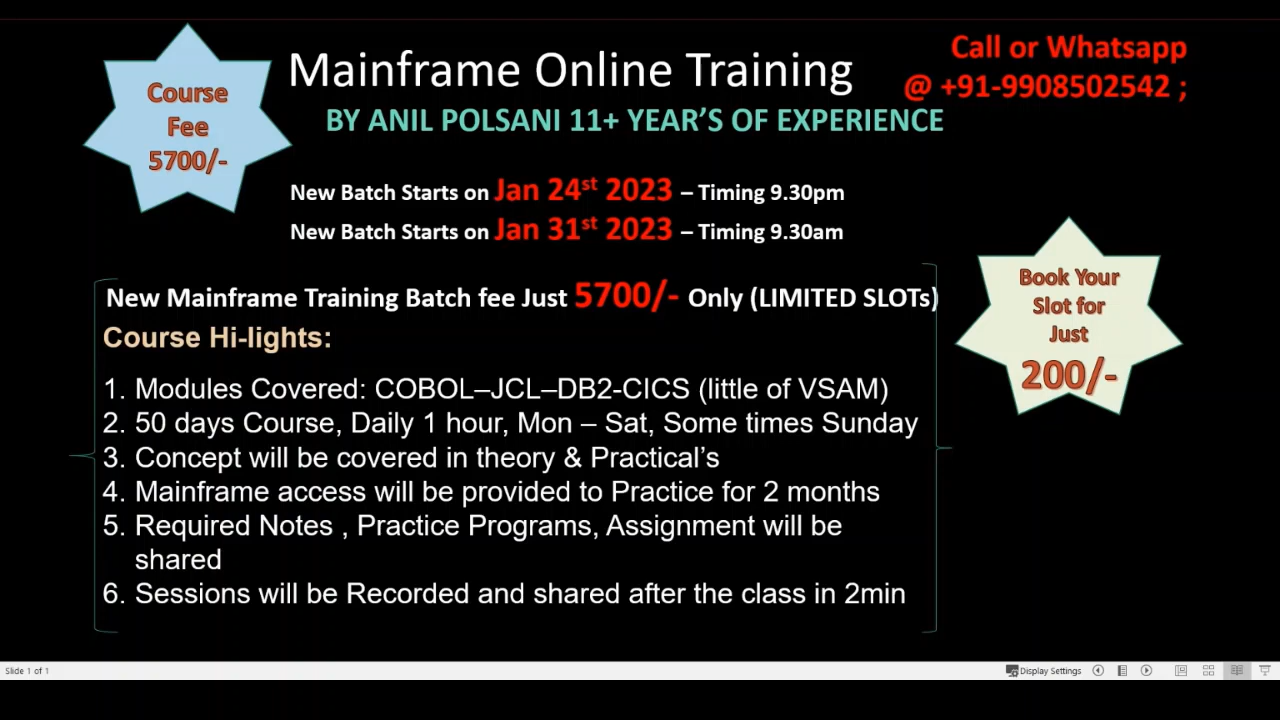 Course
Fee
5700/-
Mainframe Online Training
BY ANIL POLSANI 11+ YEAR'S OF EXPERIENCE
Call or Whatsapp
@ +91-9908502542 ;
New Batch Starts on Jan 24st 2023 – Timing 9.30pm
New Batch Starts on Jan 31st 2023 – Timing 9.30am
New Mainframe Training Batch fee Just 5700/- Only (LIMITED SLOTs)
Course Hi-lights:
1. Modules Covered: COBOL–JCL–DB2-CICS (little of VSAM)
2. 50 days Course, Daily 1 hour, Mon – Sat, Some times Sunday
3. Concept will be covered in theory & Practical's
4. Mainframe access will be provided to Practice for 2 months
5. Required Notes , Practice Programs, Assignment will be
shared
6. Sessions will be Recorded and shared after the class in 2min
Book Your
Slot for
Just
200/-
Slide 1 of 1
Display Settings